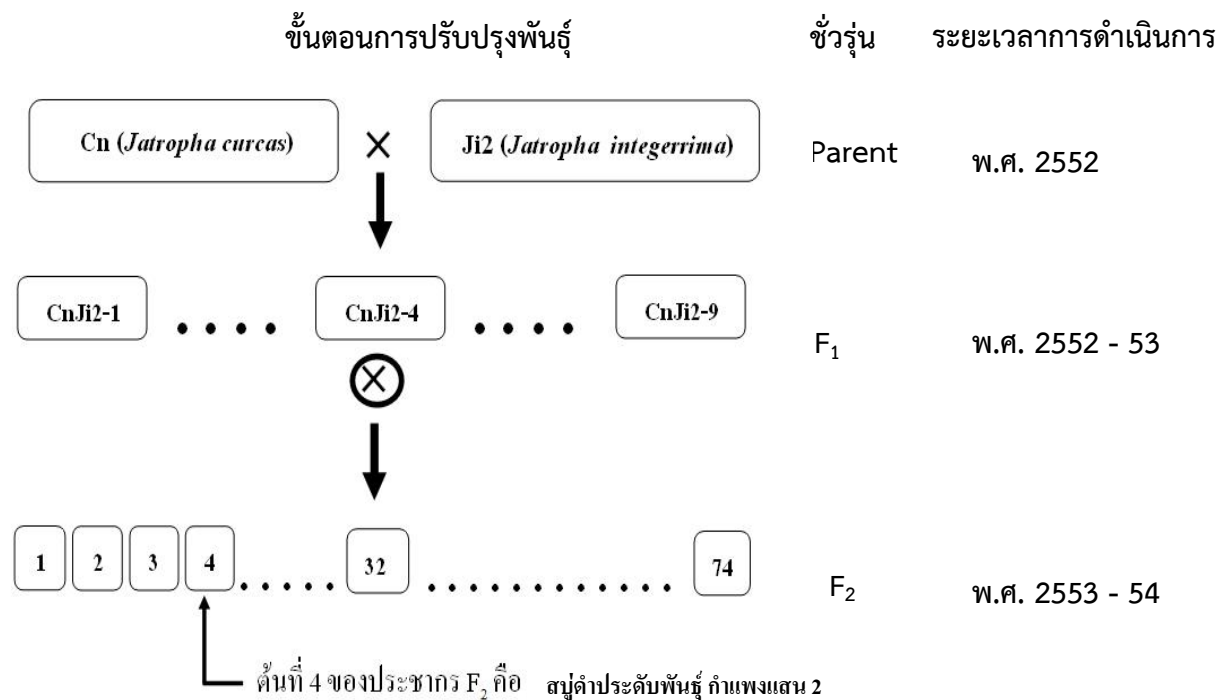 ขั้นตอนการปรับปรุงพันธุ์ ชั่วรุ่น ระยะเวลาการดำเนินการ
Cn (Jatropha curcas) × Ji2 (Jatropha integerrima) Parent พ.ศ. 2552
CnJi2-1 .... CnJi2-4 .... CnJi2-9 F₁ พ.ศ. 2552 - 53
1 2 3 4 ..... 32 ............ 74 F₂ พ.ศ. 2553 - 54
ต้นที่ 4 ของประชากร F₂ คือ สบู่ดำประดับพันธุ์ กำแพงแสน 2